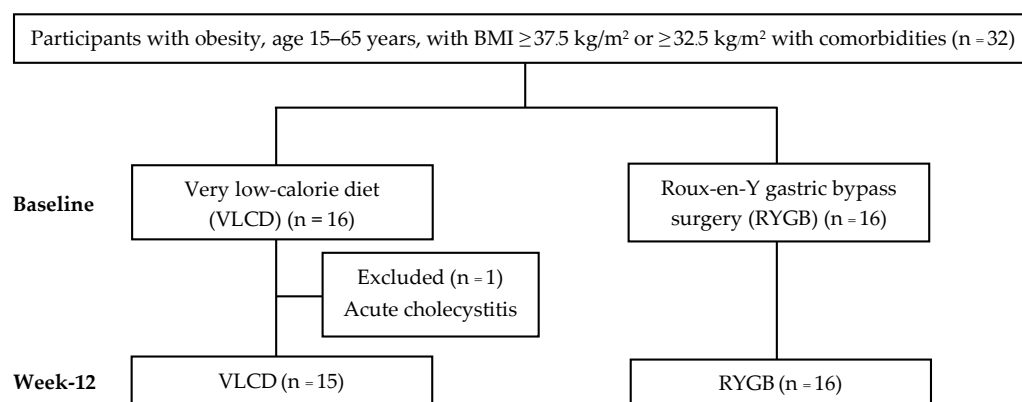 Participants with obesity, age 15–65 years, with BMI ≥37.5 kg/m² or ≥32.5 kg/m² with comorbidities (n = 32)
Baseline
Very low-calorie diet
(VLCD) (n = 16)
Roux-en-Y gastric bypass
surgery (RYGB) (n = 16)
Excluded (n = 1)
Acute cholecystitis
Week-12
VLCD (n = 15)
RYGB (n = 16)